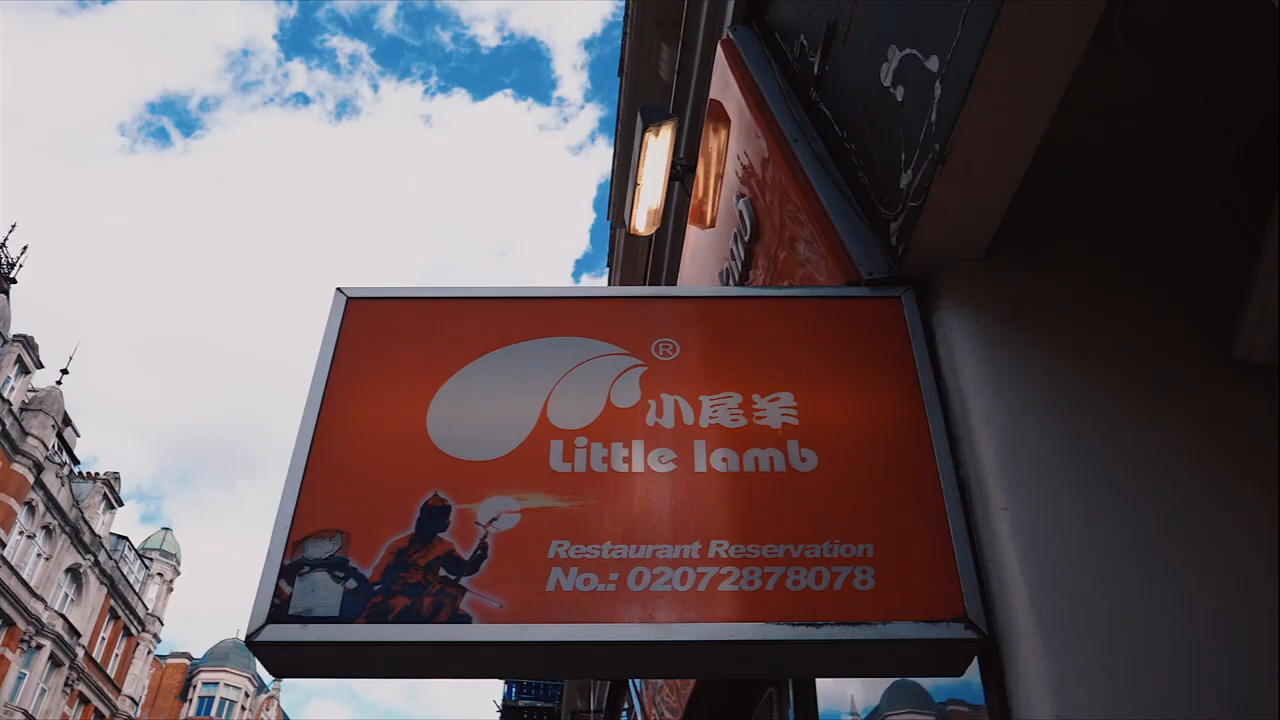 ®
小尾羊
Little lamb
Restaurant Reservation
No.: 02072878078